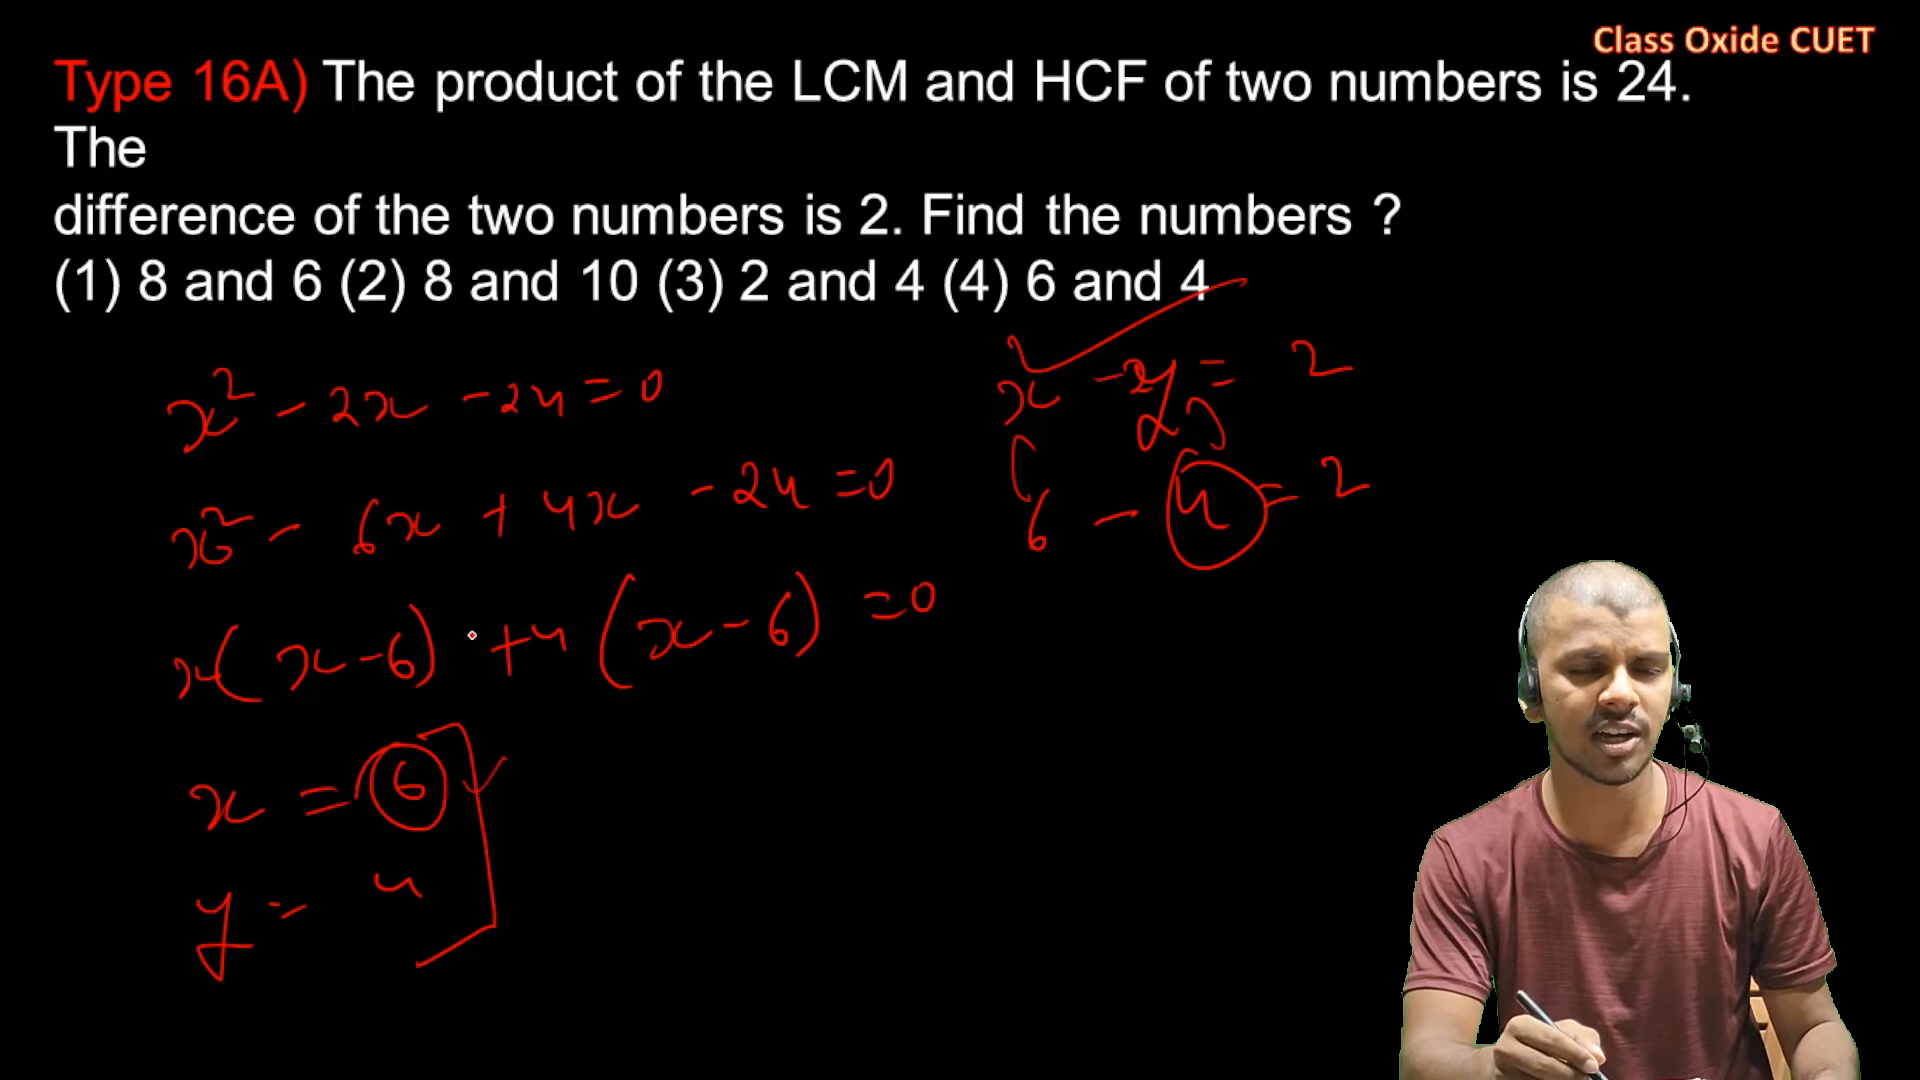 Class Oxide CUET
Type 16A) The product of the LCM and HCF of two numbers is 24.
The
difference of the two numbers is 2. Find the numbers ?
(1) 8 and 6 (2) 8 and 10 (3) 2 and 4 (4) 6 and 4
x² - 2x - 24 = 0
x² - 6x + 4x - 24 = 0
x(x-6) +4(x-6) = 0
x = 6
y = 4
x - y = 2
6 - 4 = 2